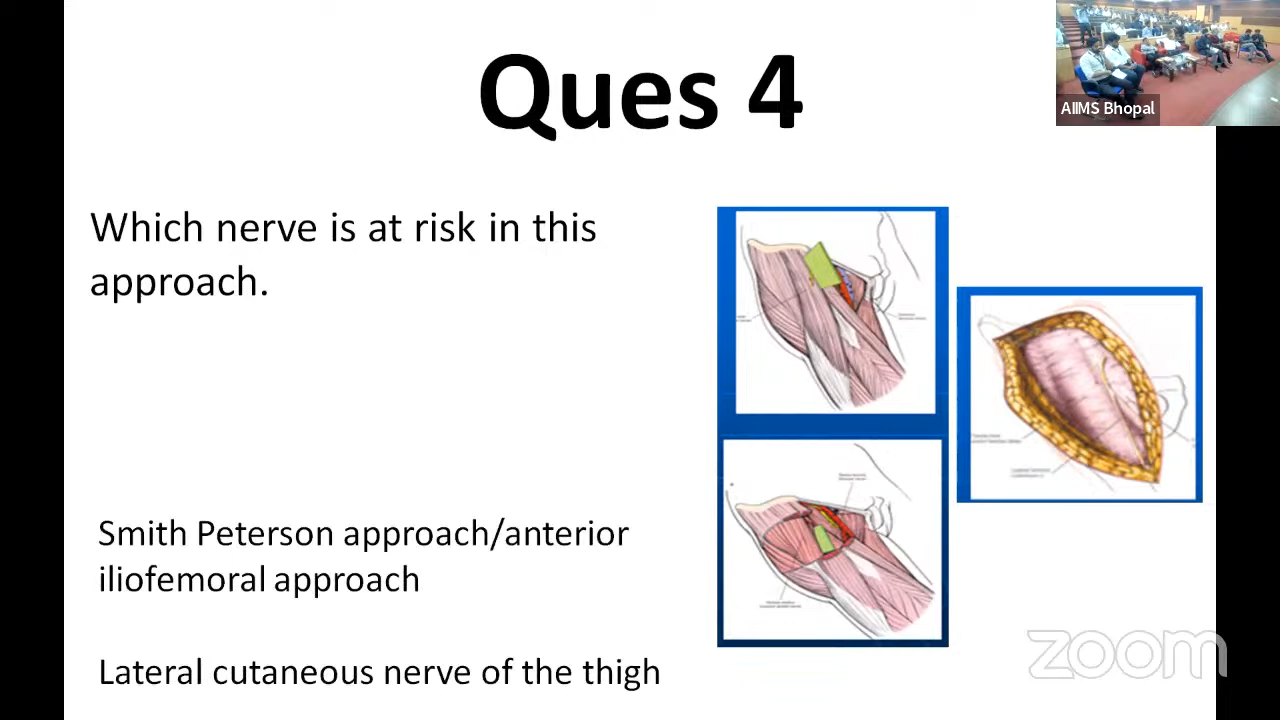 Ques 4
AIIMS Bhopal
Which nerve is at risk in this
approach.
Smith Peterson approach/anterior
iliofemoral approach
Lateral cutaneous nerve of the thigh
zoom